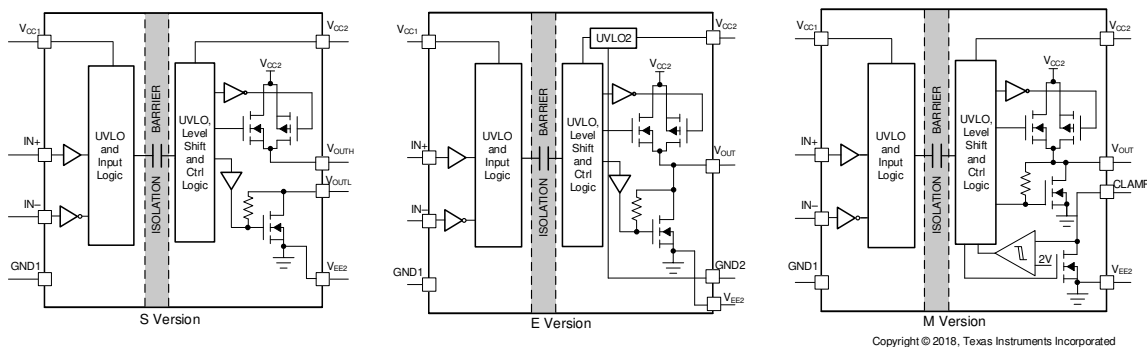 VCC1
IN+
IN−
GND1
UVLO
and
Input
Logic
ISOLATION BARRIER
UVLO,
Level
Shift
and
Ctrl
Logic
VCC2
VCC2
VOUTH
VOUTL
VEE2
S Version
VCC1
IN+
IN−
GND1
UVLO
and
Input
Logic
ISOLATION BARRIER
UVLO2
UVLO,
Level
Shift
and
Ctrl
Logic
VCC2
VCC2
VOUT
GND2
VEE2
E Version
VCC1
IN+
IN−
GND1
UVLO
and
Input
Logic
ISOLATION BARRIER
UVLO,
Level
Shift
and
Ctrl
Logic
VCC2
VCC2
VOUT
CLAMP
2V
VEE2
M Version
Copyright © 2018, Texas Instruments Incorporated